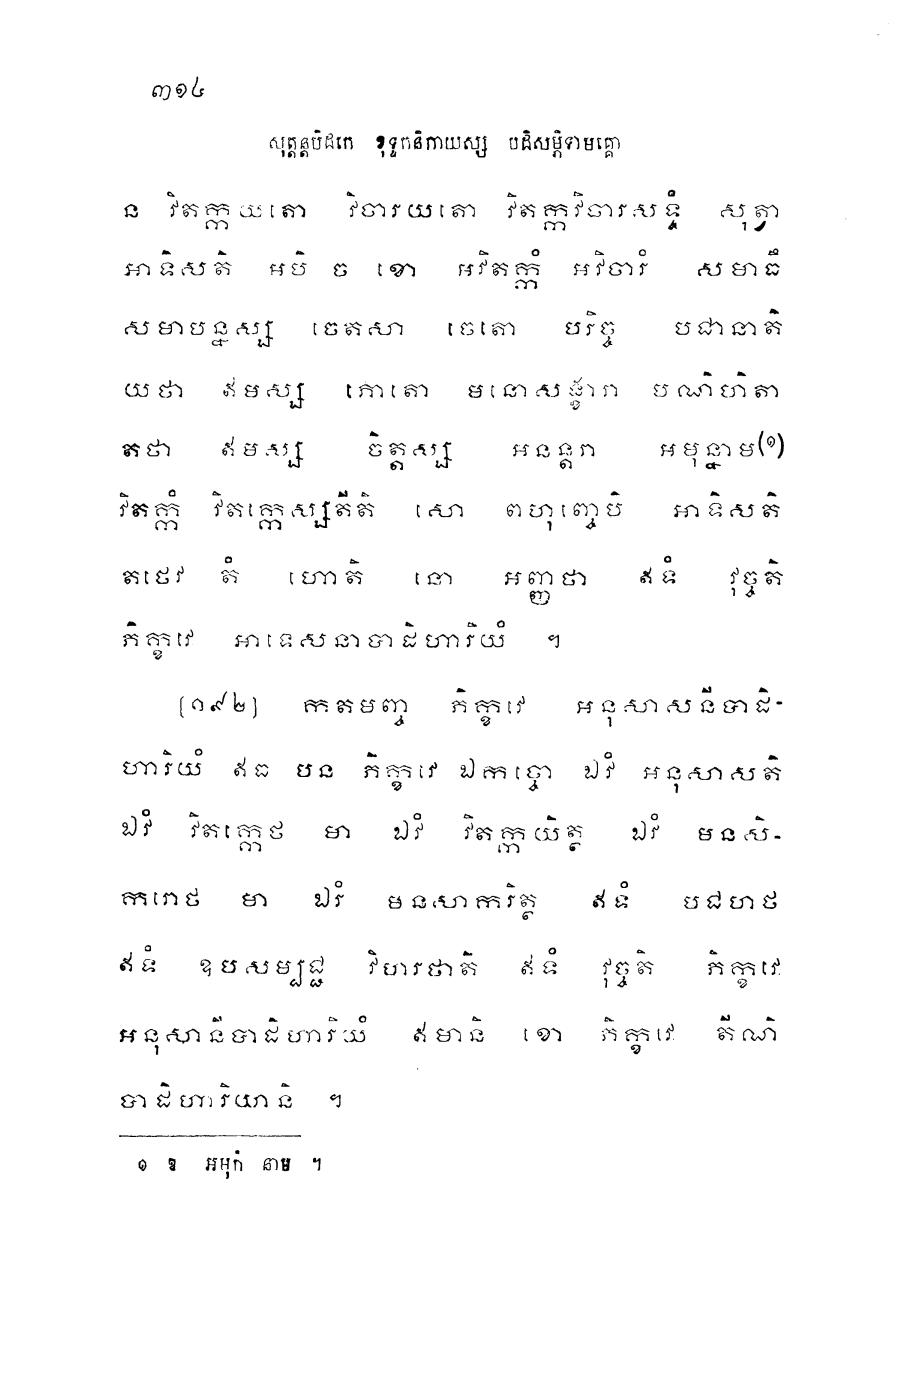 ៣១៤
សុត្តន្តបិដកេ ខុទ្ទកនិកាយស្ស បដិសម្ភិទាមគ្គោ
ន វិតក្កយតោ វិចារយតោ វិតក្កវិចារសទ្ទំ សុត្វា
អាទិសតិ អបិ ច ខោ អវិតក្កំ អវិចារំ សមាធឹ
សមាបន្នស្ស ចេតសា ចេតោ បរិច្ច បជានាតិ
យថា ឥមស្ស ភោតោ មនោសង្ខារា បណិហិតា
តថា ឥមស្ស ចិត្តស្ស អនន្តរា អមុន្នាម(១)
វិតក្កំ វិតក្កេស្សតីតិ សោ ពហុញ្ចេបិ អាទិសតិ
តថេវ តំ ហោតិ នោ អញ្ញថា ឥទំ វុច្ចតិ
ភិក្ខវេ អាទេសនាបាដិហារិយំ ។
[១៩២] កតមញ្ច ភិក្ខវេ អនុសាសនីបាដិ-
ហារិយំ ឥធ បន ភិក្ខវេ ឯកច្ចោ ឯវំ អនុសាសតិ
ឯវំ វិតក្កេថ មា ឯវំ វិតក្កយិត្ថ ឯវំ មនសិ-
ករោថ មា ឯវំ មនសាករិត្ថ ឥទំ បជហថ
ឥទំ ឧបសម្បជ្ជ វិហរថាតិ ឥទំ វុច្ចតិ ភិក្ខវេ
អនុសានីបាដិហារិយំ ឥមានិ ខោ ភិក្ខវេ តីណិ
បាដិហារិយានិ ។
១ ឱ អមុកំ នាម ។